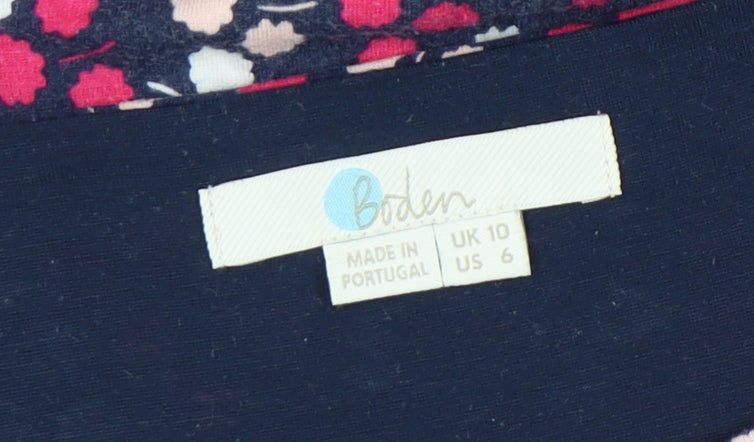 Boden
MADE IN
PORTUGAL
UK 10
US 6